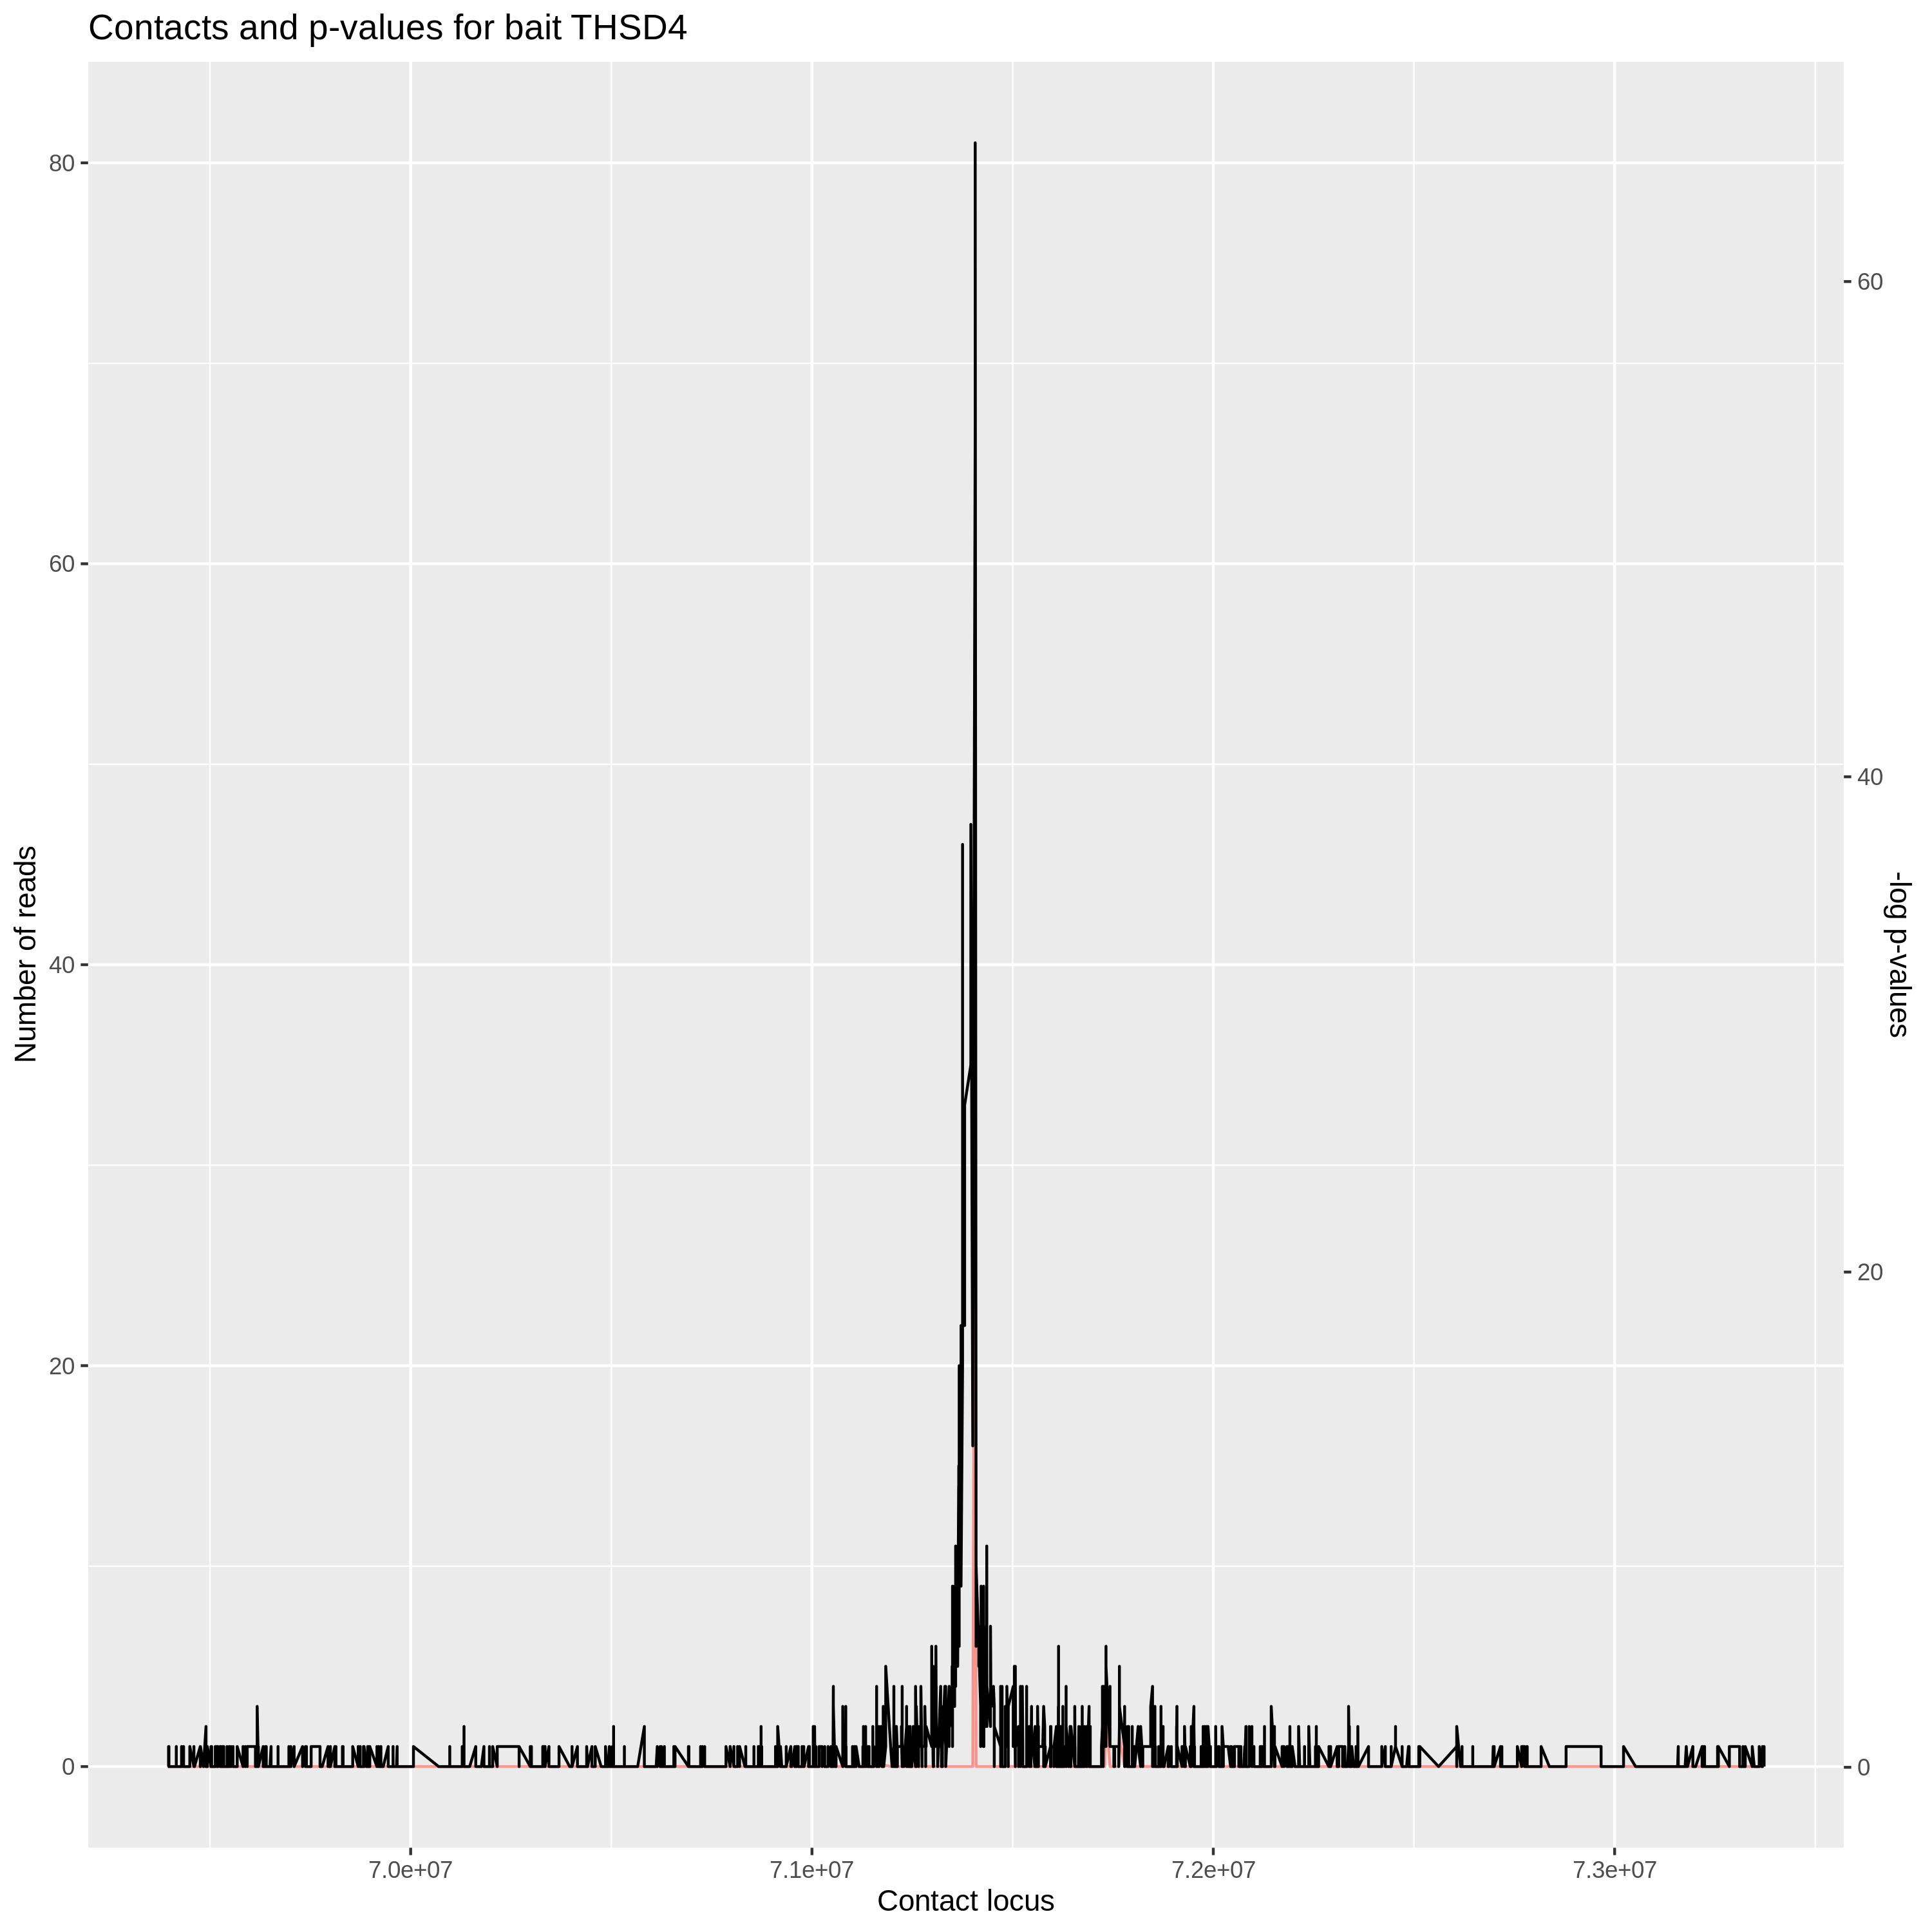 Contacts and p-values for bait THSD4
80
60
40
20
0
Number of reads
60
40
20
0
-log p-values
7.0e+07
7.1e+07
7.2e+07
7.3e+07
Contact locus